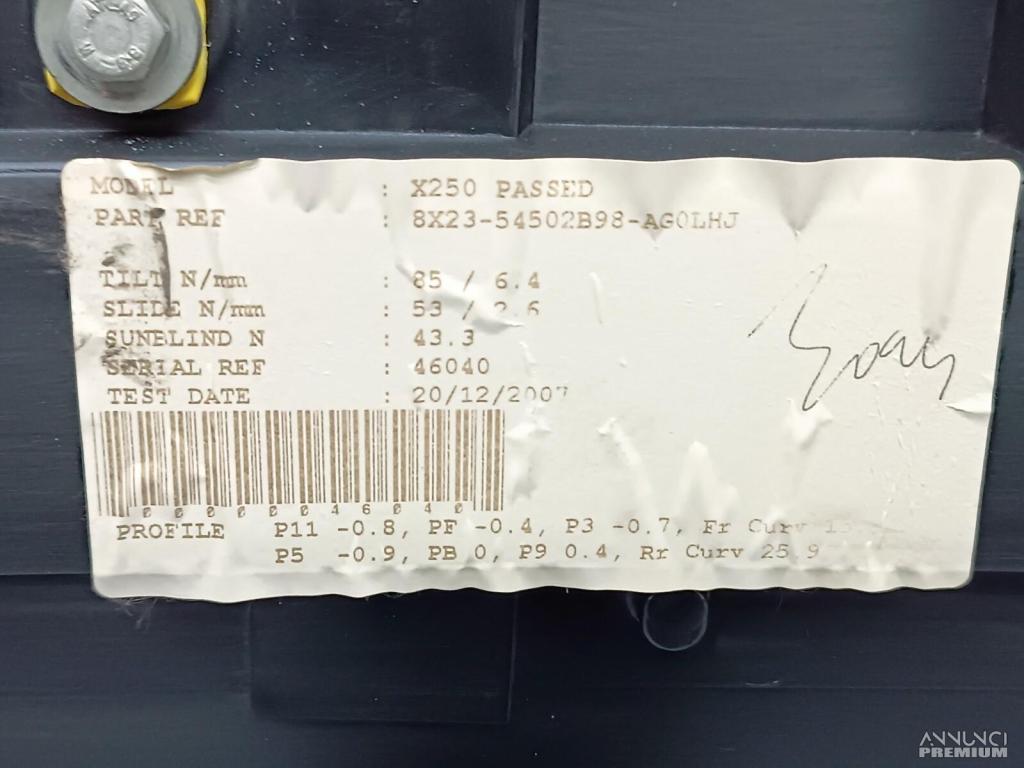 MODEL : X250 PASSED
PART REF : 8X23-54502B98-AG0LHJ
TILT N/mm : 85 / 6.4
SLIDE N/mm : 53 / 2.6
SUNBLIND N : 43.3
SERIAL REF : 46040
TEST DATE : 20/12/2007
0000046040
PROFILE P11 -0.8, PF -0.4, P3 -0.7, Fr Curv
P5 -0.9, PB 0, P9 0.4, Rr Curv 25.9
ANNUNCI
PREMIUM